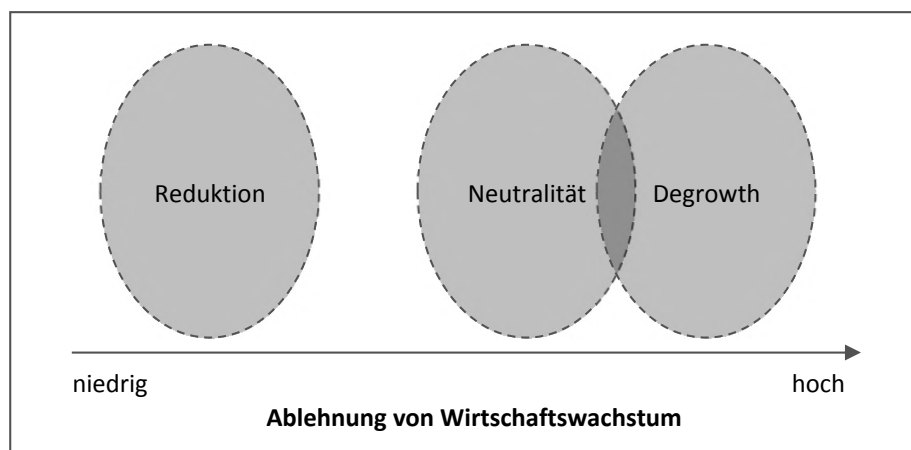 Reduktion
Neutralität
Degrowth
niedrig
hoch
Ablehnung von Wirtschaftswachstum